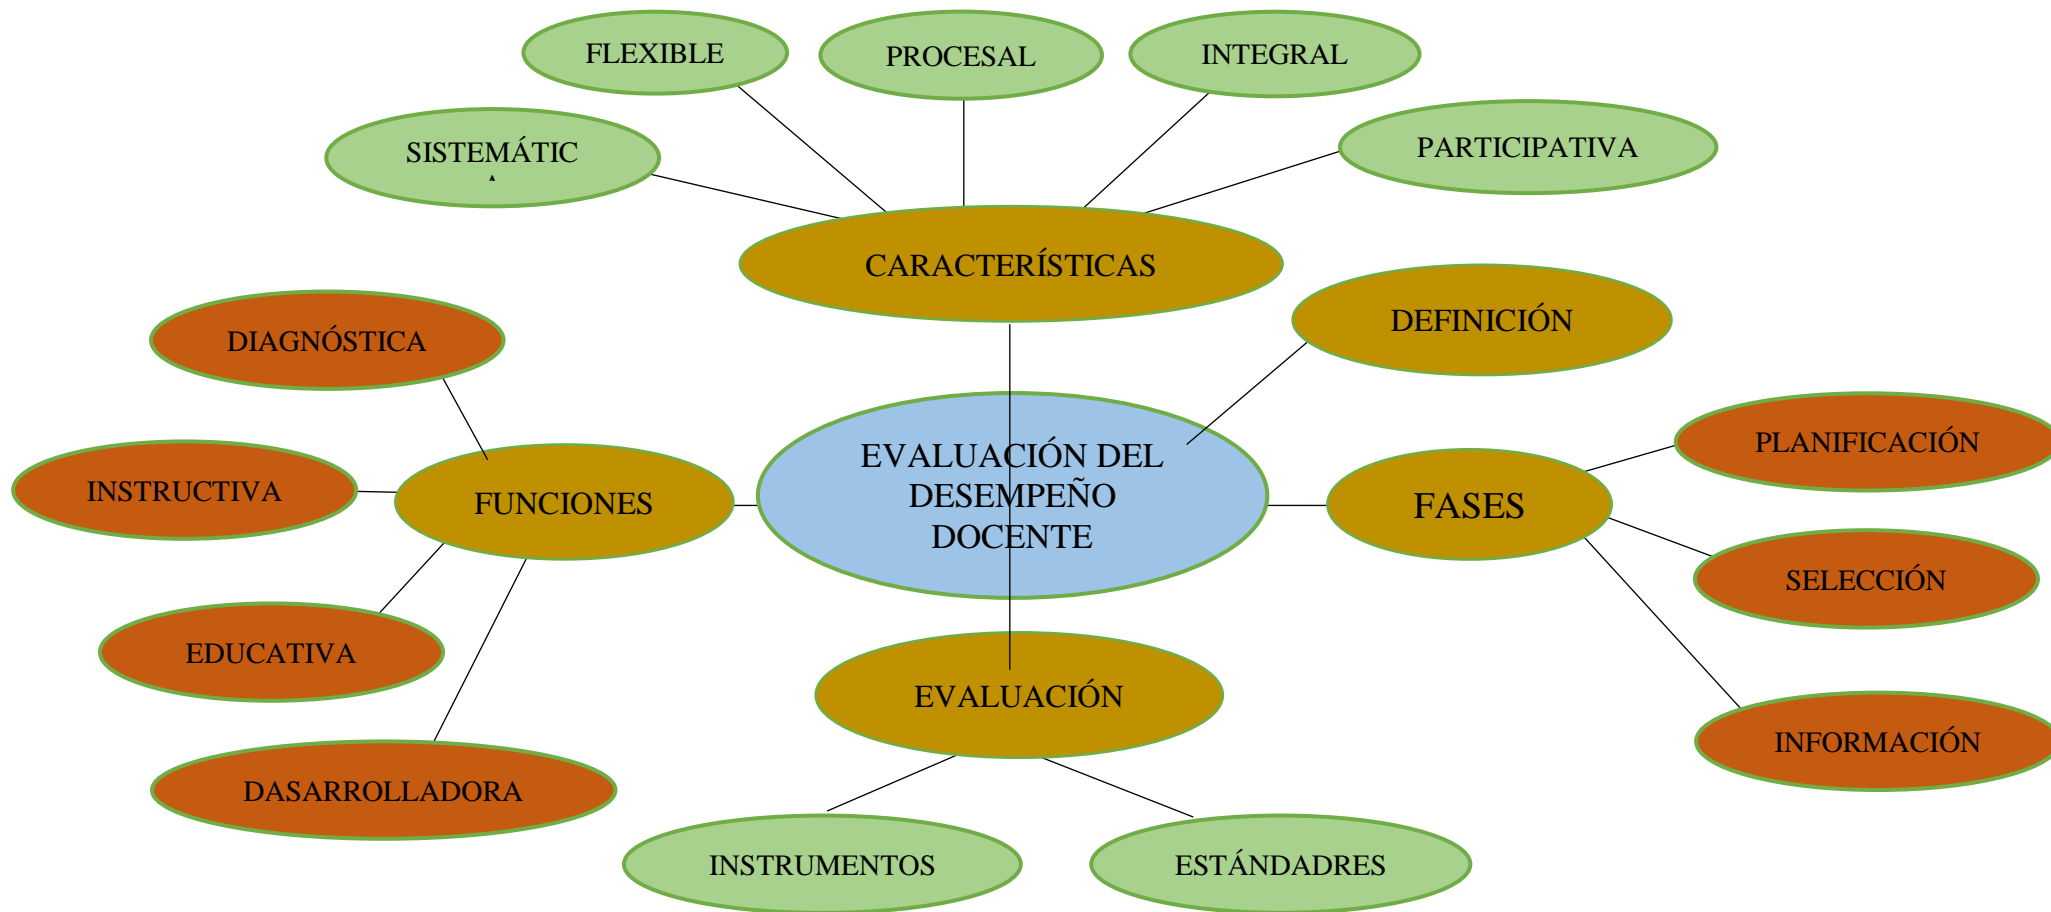 FLEXIBLE
PROCESAL
INTEGRAL
SISTEMÁTIC
PARTICIPATIVA
CARACTERÍSTICAS
DEFINICIÓN
DIAGNÓSTICA
PLANIFICACIÓN
EVALUACIÓN DEL
DESEMPEÑO
DOCENTE
INSTRUCTIVA
FUNCIONES
FASES
SELECCIÓN
EDUCATIVA
EVALUACIÓN
INFORMACIÓN
DASARROLLADORA
INSTRUMENTOS
ESTÁNDADRES